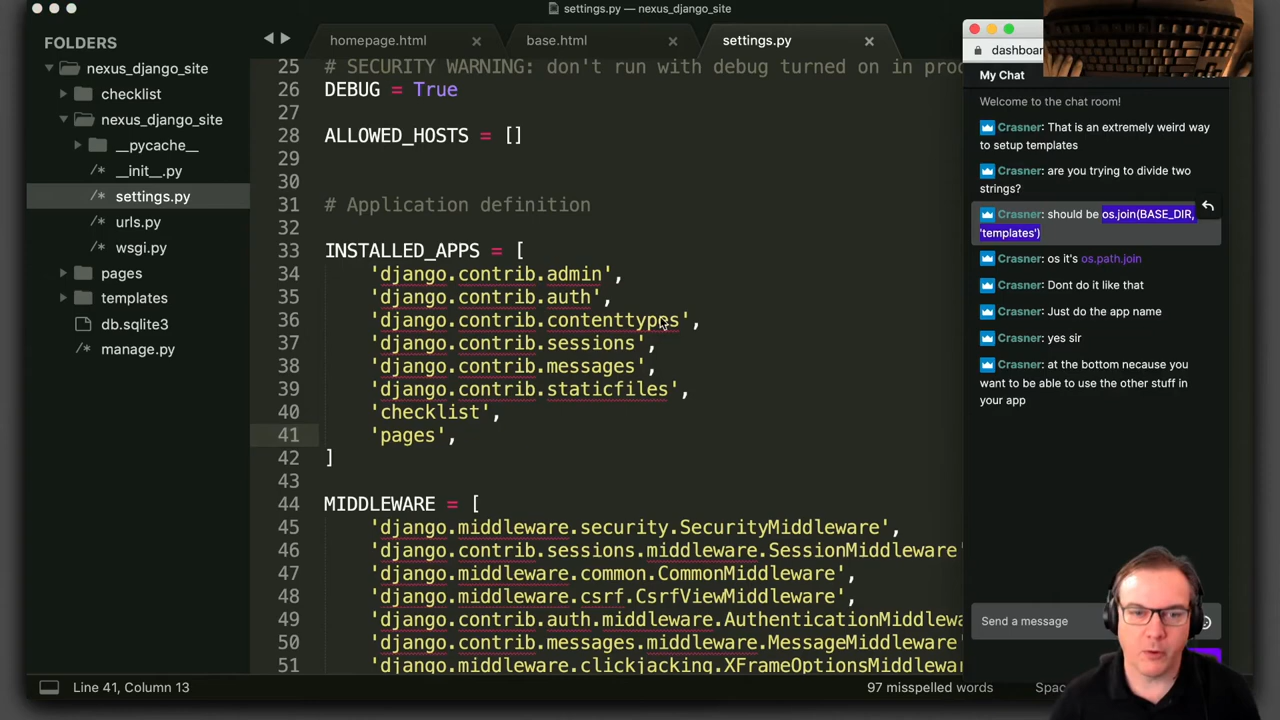 settings.py — nexus_django_site
FOLDERS
nexus_django_site
checklist
nexus_django_site
__pycache__
__init__.py
settings.py
urls.py
wsgi.py
pages
templates
db.sqlite3
manage.py
homepage.html
base.html
settings.py
25 # SECURITY WARNING: don't run with debug turned on in prod
26 DEBUG = True
27
28 ALLOWED_HOSTS = []
29
30
31 # Application definition
32
33 INSTALLED_APPS = [
34 'django.contrib.admin',
35 'django.contrib.auth',
36 'django.contrib.contenttypes',
37 'django.contrib.sessions',
38 'django.contrib.messages',
39 'django.contrib.staticfiles',
40 'checklist',
41 'pages',
42 ]
43
44 MIDDLEWARE = [
45 'django.middleware.security.SecurityMiddleware',
46 'django.contrib.sessions.middleware.SessionMiddleware'
47 'django.middleware.common.CommonMiddleware',
48 'django.middleware.csrf.CsrfViewMiddleware',
49 'django.contrib.auth.middleware.AuthenticationMiddlewa
50 'django.contrib.messages.middleware.MessageMiddleware'
51 'django.middleware.clickjacking.XFrameOptionsMiddlewar
Line 41, Column 13
97 misspelled words
Spac
dashboar
My Chat
Welcome to the chat room!
Crasner: That is an extremely weird way
to setup templates
Crasner: are you trying to divide two
strings?
Crasner: should be os.join(BASE_DIR,
'templates')
Crasner: os it's os.path.join
Crasner: Dont do it like that
Crasner: Just do the app name
Crasner: yes sir
Crasner: at the bottom necause you
want to be able to use the other stuff in
your app
Send a message